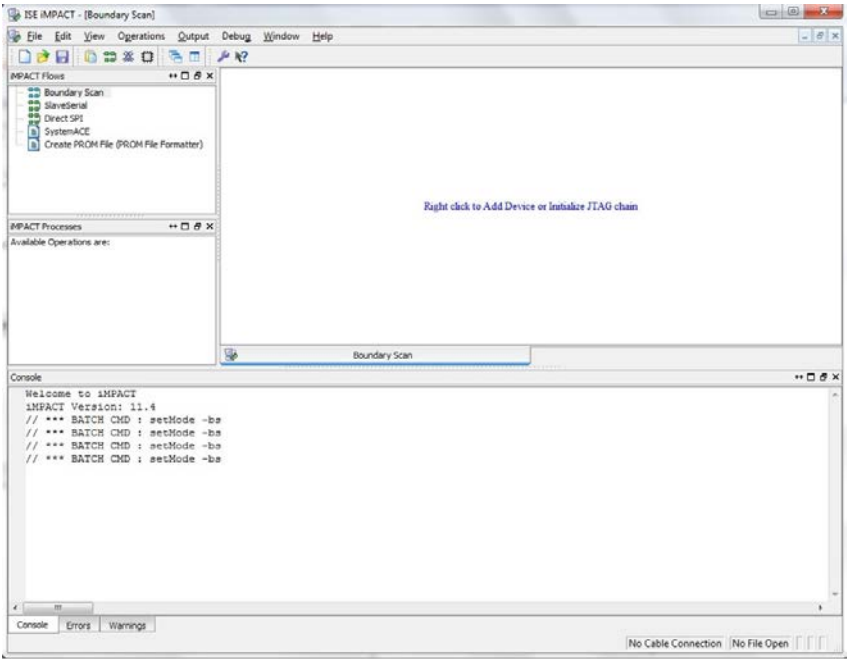 ISE iMPACT - [Boundary Scan]
File Edit View Operations Output Debug Window Help
iMPACT Flows
Boundary Scan
SlaveSerial
Direct SPI
SystemACE
Create PROM File (PROM File Formatter)
Right click to Add Device or Initialize JTAG chain
iMPACT Processes
Available Operations are:
Boundary Scan
Console
Welcome to iMPACT
iMPACT Version: 11.4
// *** BATCH CMD : setMode -bs
// *** BATCH CMD : setMode -bs
// *** BATCH CMD : setMode -bs
// *** BATCH CMD : setMode -bs
Console Errors Warnings
No Cable Connection No File Open